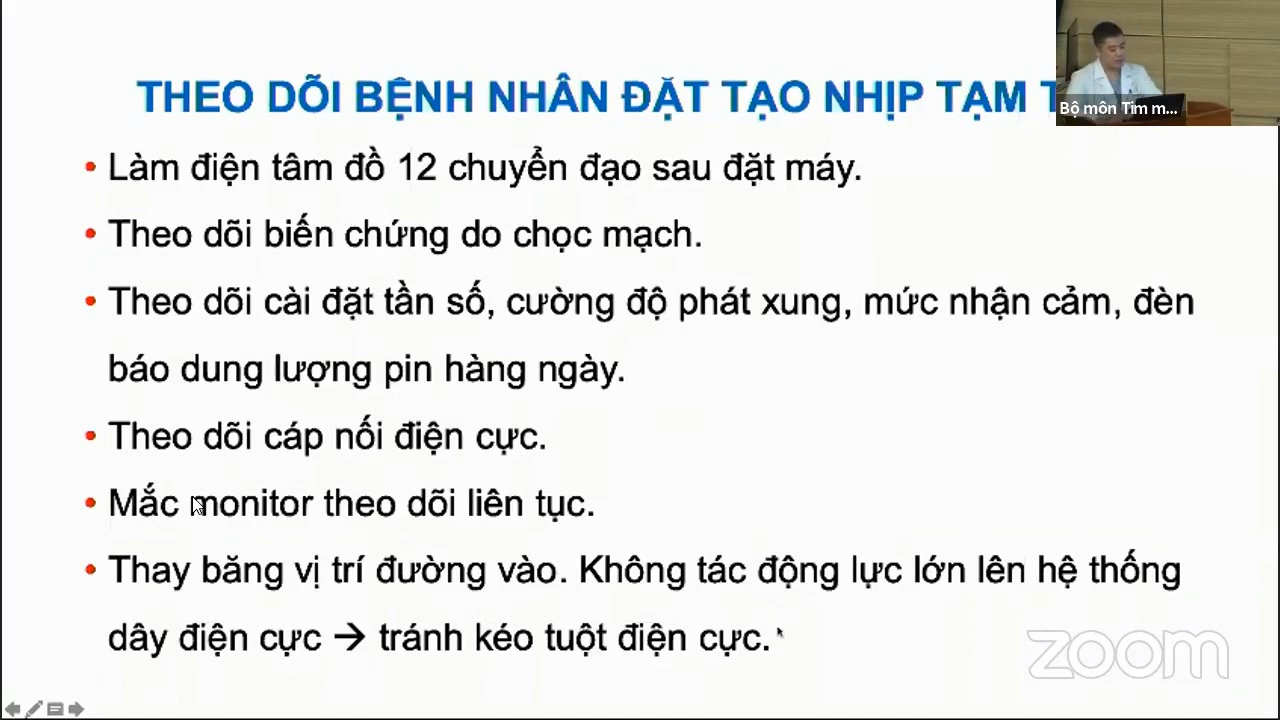 THEO DÕI BỆNH NHÂN ĐẶT TẠO NHỊP TẠM
Bộ môn Tim m...
• Làm điện tâm đồ 12 chuyển đạo sau đặt máy.
• Theo dõi biến chứng do chọc mạch.
• Theo dõi cài đặt tần số, cường độ phát xung, mức nhận cảm, đèn
báo dung lượng pin hàng ngày.
• Theo dõi cáp nối điện cực.
• Mắc monitor theo dõi liên tục.
• Thay băng vị trí đường vào. Không tác động lực lớn lên hệ thống
dây điện cực → tránh kéo tuột điện cực.
zoom